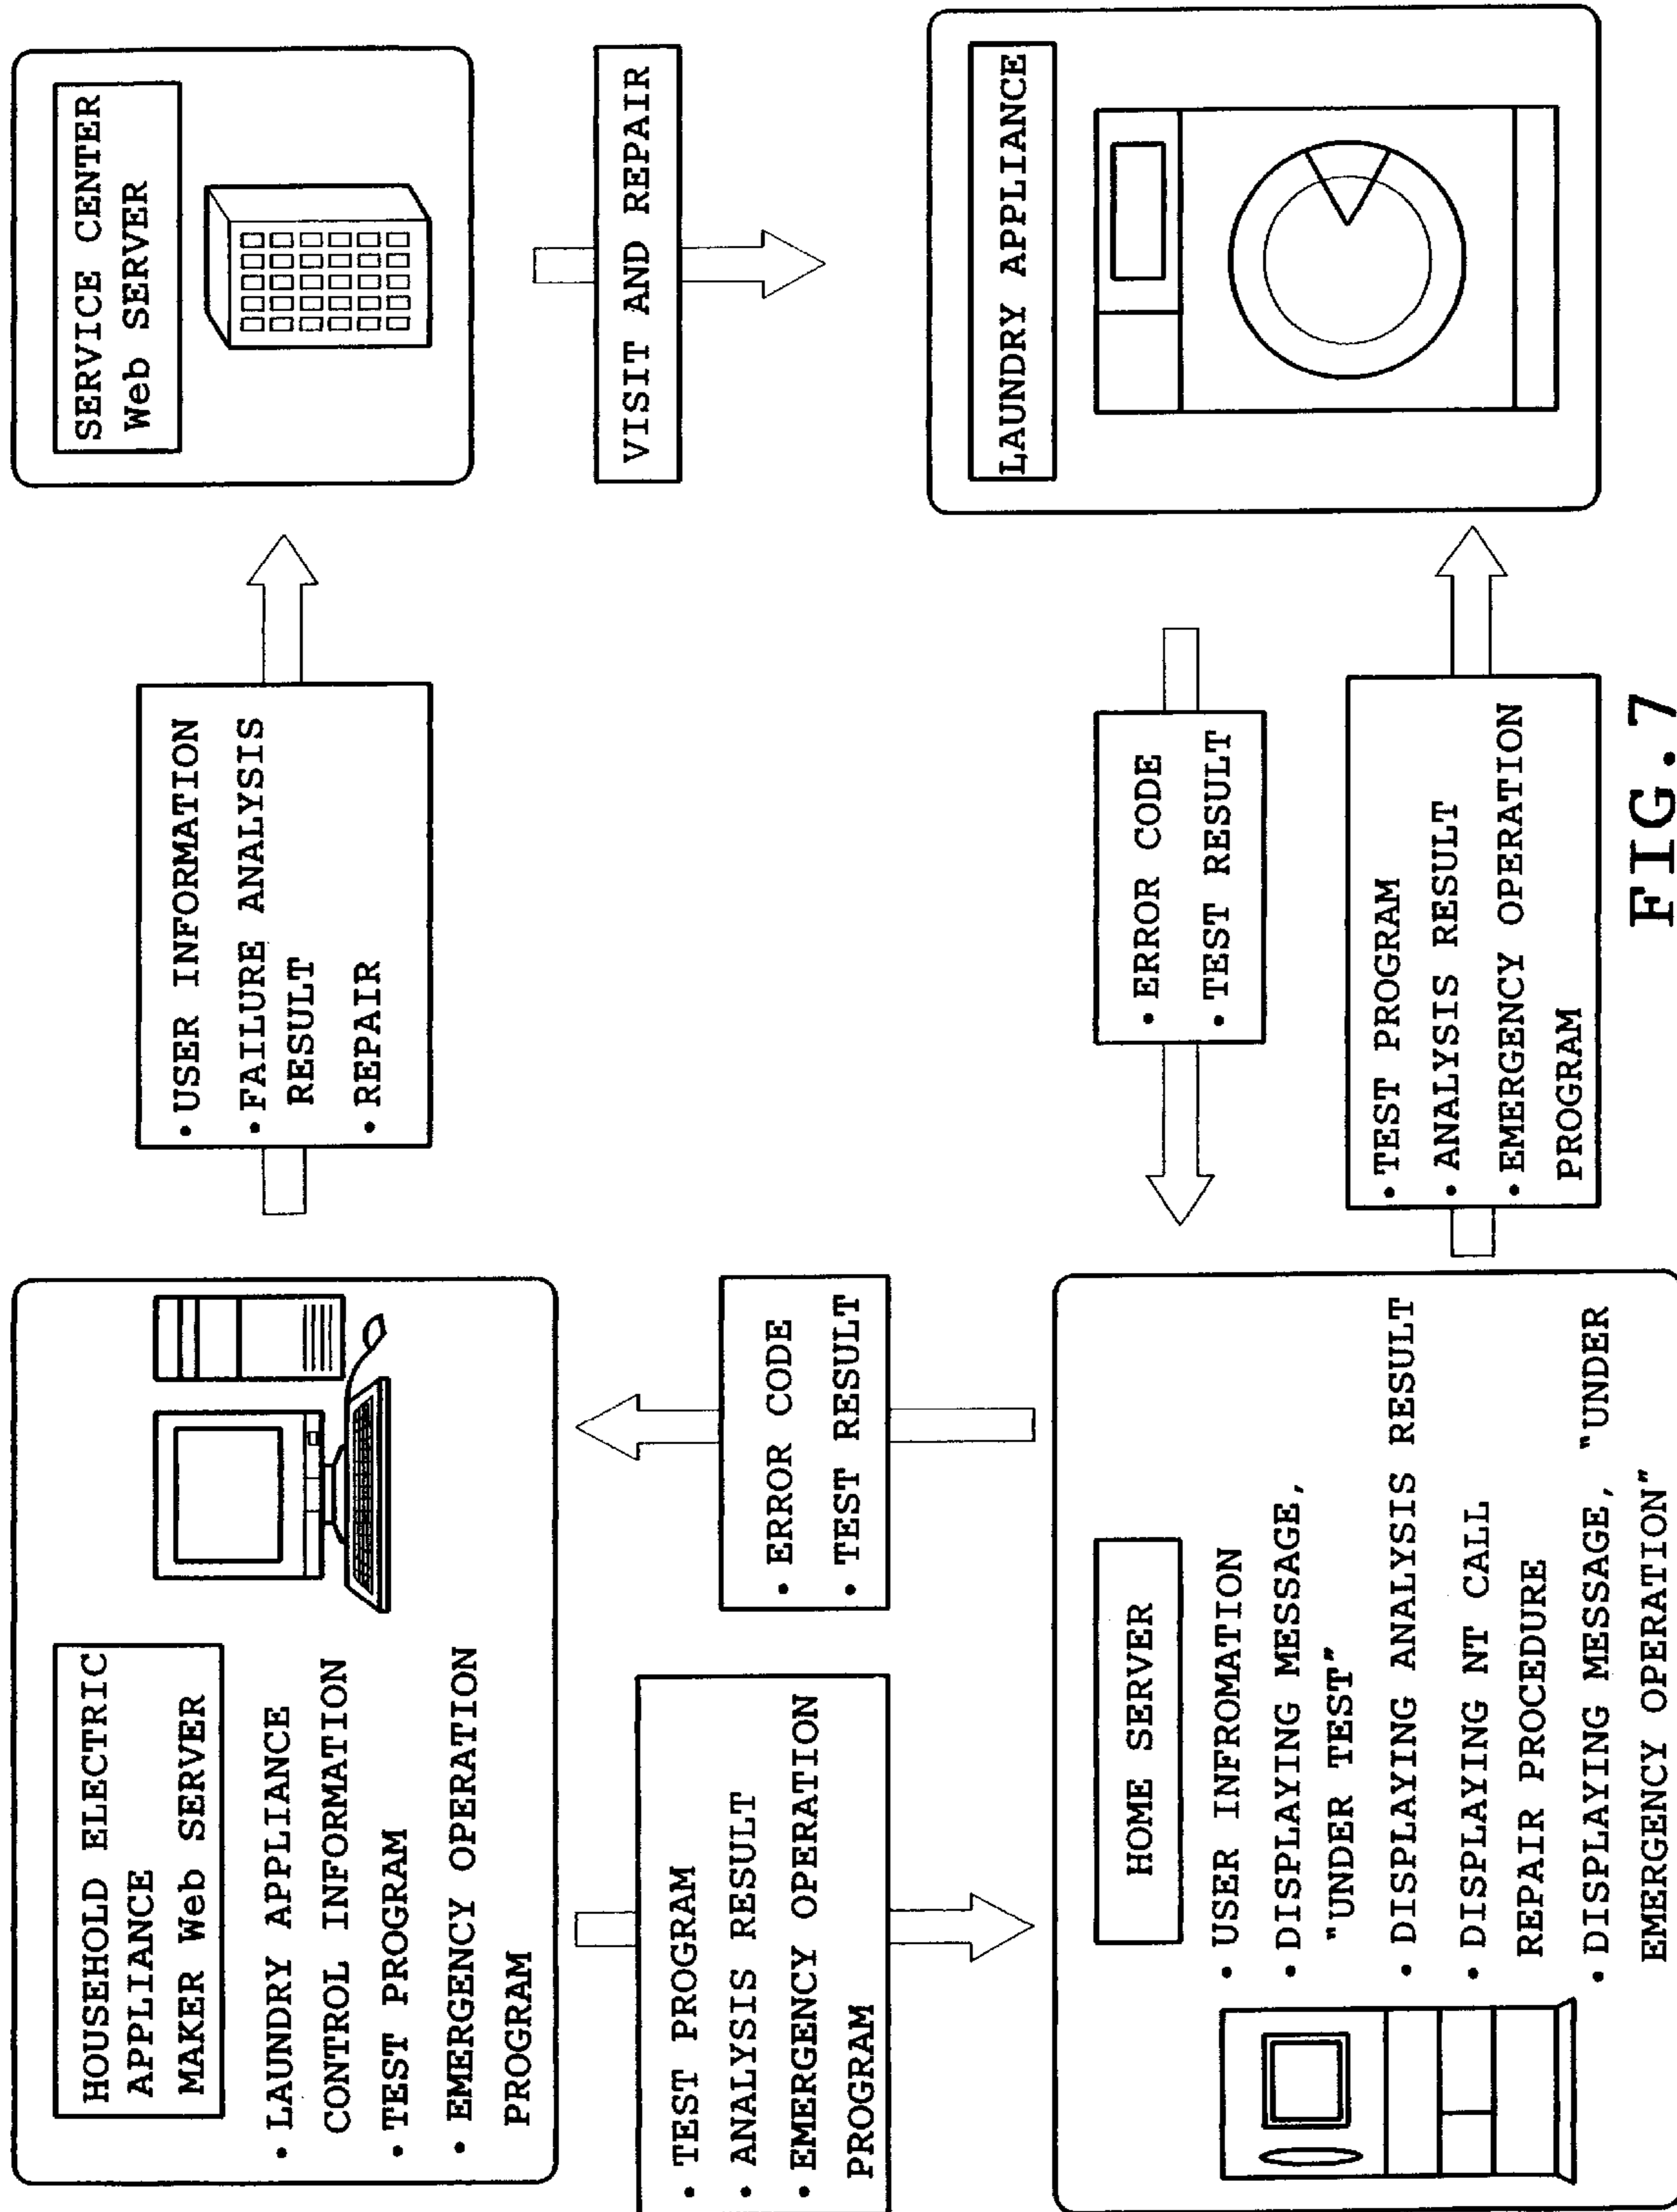 HOUSEHOLD ELECTRIC
APPLIANCE
MAKER Web SERVER
• LAUNDRY APPLIANCE
CONTROL INFORMATION
• TEST PROGRAM
• EMERGENCY OPERATION
PROGRAM
• USER INFORMATION
• FAILURE ANALYSIS
RESULT
• REPAIR
SERVICE CENTER
Web SERVER
• TEST PROGRAM
• ANALYSIS RESULT
• EMERGENCY OPERATION
PROGRAM
• ERROR CODE
• TEST RESULT
VISIT AND REPAIR
HOME SERVER
• USER INFROMATION
• DISPLAYING MESSAGE,
"UNDER TEST"
• DISPLAYING ANALYSIS RESULT
• DISPLAYING NT CALL
REPAIR PROCEDURE
• DISPLAYING MESSAGE, "UNDER
EMERGENCY OPERATION"
• ERROR CODE
• TEST RESULT
• TEST PROGRAM
• ANALYSIS RESULT
• EMERGENCY OPERATION
PROGRAM
LAUNDRY APPLIANCE
FIG.7